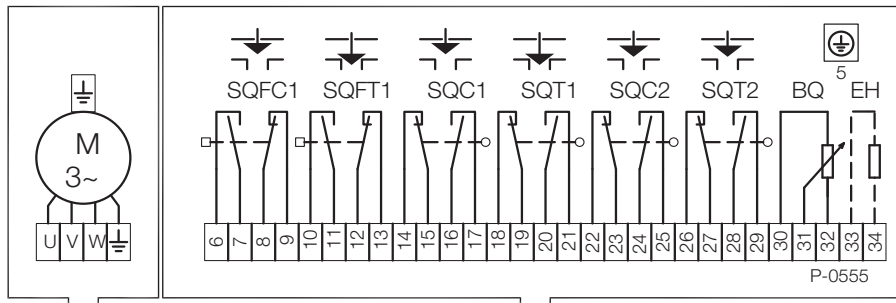 5
SQFC1 SQFT1 SQC1 SQT1 SQC2 SQT2 BQ EH
M
3~
U V W
6 7 8 9 10 11 12 13 14 15 16 17 18 19 20 21 22 23 24 25 26 27 28 29 30 31 32 33 34
P-0555